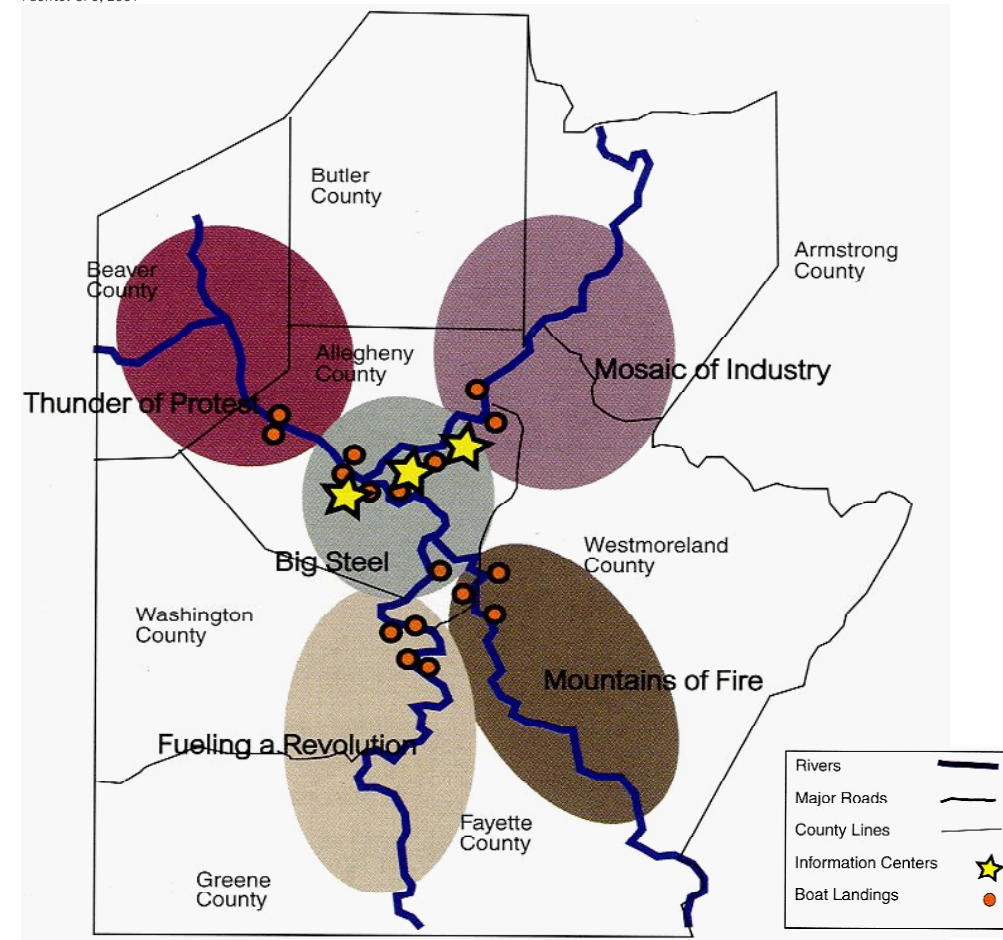 Butler
County
Armstrong
County
Beaver
County
Allegheny
County
Mosaic of Industry
Thunder of Protest
Westmoreland
County
Big Steel
Washington
County
Mountains of Fire
Fueling a Revolution
Rivers
Major Roads
Fayette
County
County Lines
Information Centers
Greene
County
Boat Landings